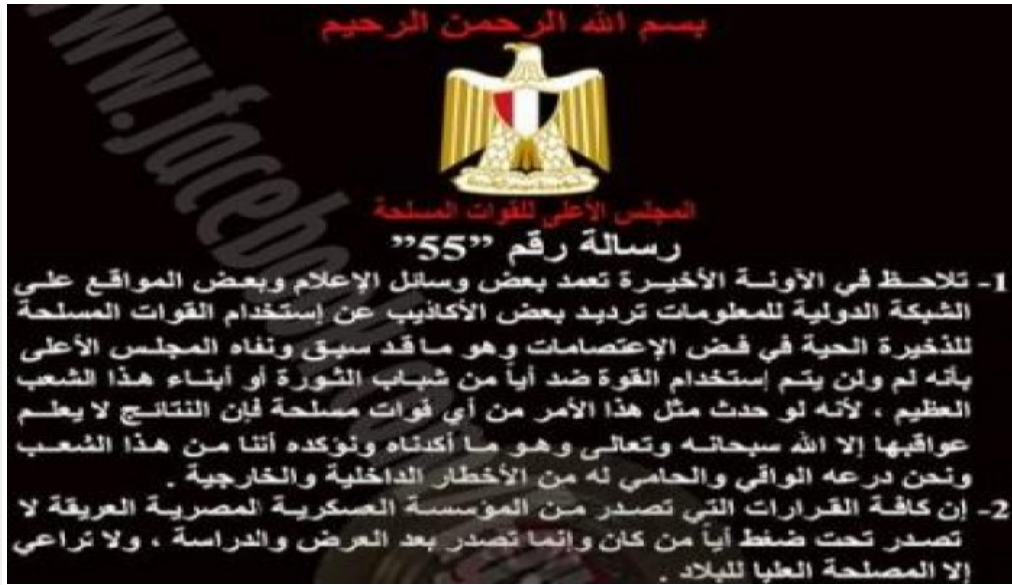 بسم الله الرحمن الرحيم
المجلس الأعلى للقوات المسلحة
رسالة رقم ”55”
1- تلاحظ في الآونة الأخيرة تعمد بعض وسائل الإعلام وبعض المواقع على
الشبكة الدولية للمعلومات ترديد بعض الأكاذيب عن إستخدام القوات المسلحة
للذخيرة الحية في فض الإعتصامات وهو ما قد سبق ونفاه المجلس الأعلى
بأنه لم ولن يتم إستخدام القوة ضد أياً من شباب الثورة أو أبناء هذا الشعب
العظيم ، لأنه لو حدث مثل هذا الأمر من أي قوات مسلحة فإن النتائج لا يعلم
عواقبها إلا الله سبحانه وتعالى وهو ما أكدناه ونؤكده أننا من هذا الشعب
ونحن درعه الواقي والحامي له من الأخطار الداخلية والخارجية .
2- إن كافة القرارات التي تصدر من المؤسسة العسكرية المصرية العريقة لا
تصدر تحت ضغط أياً من كان وإنما تصدر بعد العرض والدراسة ، ولا تراعي
إلا المصلحة العليا للبلاد .
www.facebook